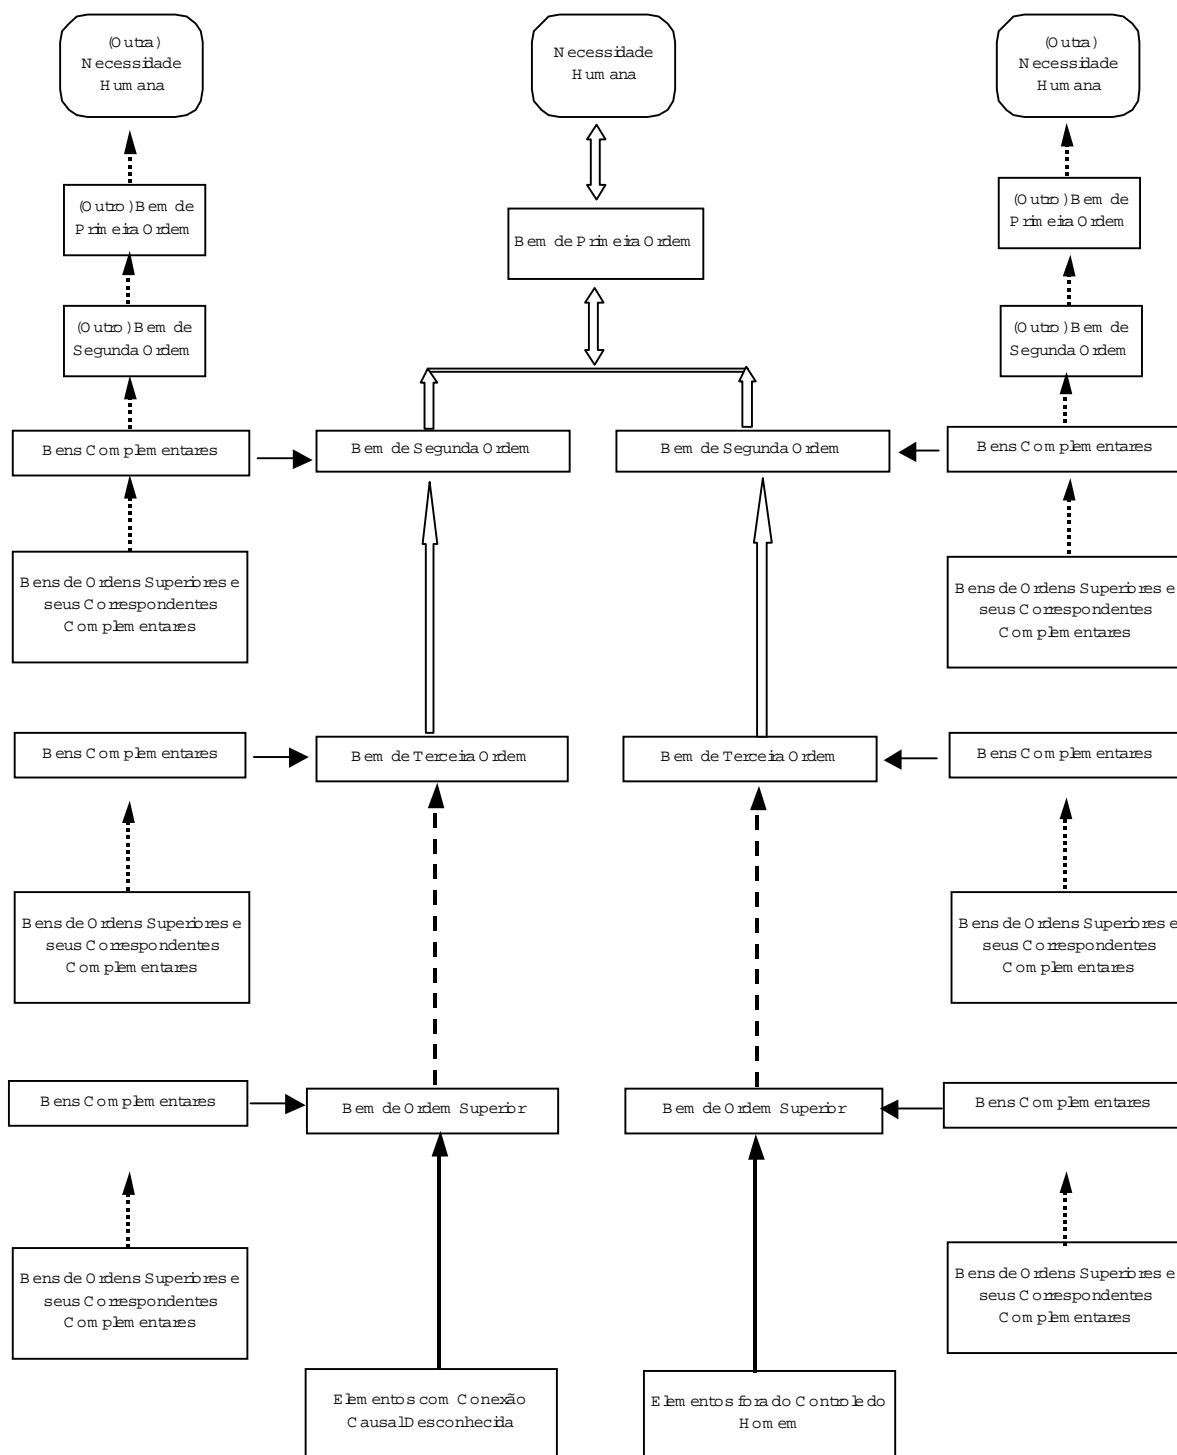 (Outra)
Necessidade
Humana
Necessidade
Humana
(Outra)
Necessidade
Humana
(Outro) Bem de
Primeira Ordem
Bem de Primeira Ordem
(Outro) Bem de
Primeira Ordem
(Outro) Bem de
Segunda Ordem
(Outro) Bem de
Segunda Ordem
Bens Complementares
Bem de Segunda Ordem
Bem de Segunda Ordem
Bens Complementares
Bens de Ordens Superiores e
seus Correspondentes
Complementares
Bens de Ordens Superiores e
seus Correspondentes
Complementares
Bens Complementares
Bem de Terceira Ordem
Bem de Terceira Ordem
Bens Complementares
Bens de Ordens Superiores e
seus Correspondentes
Complementares
Bens de Ordens Superiores e
seus Correspondentes
Complementares
Bens Complementares
Bem de Ordem Superior
Bem de Ordem Superior
Bens Complementares
Bens de Ordens Superiores e
seus Correspondentes
Complementares
Bens de Ordens Superiores e
seus Correspondentes
Complementares
Elementos com Conexão
Causal Desconhecida
Elementos fora do Controle do
Homem